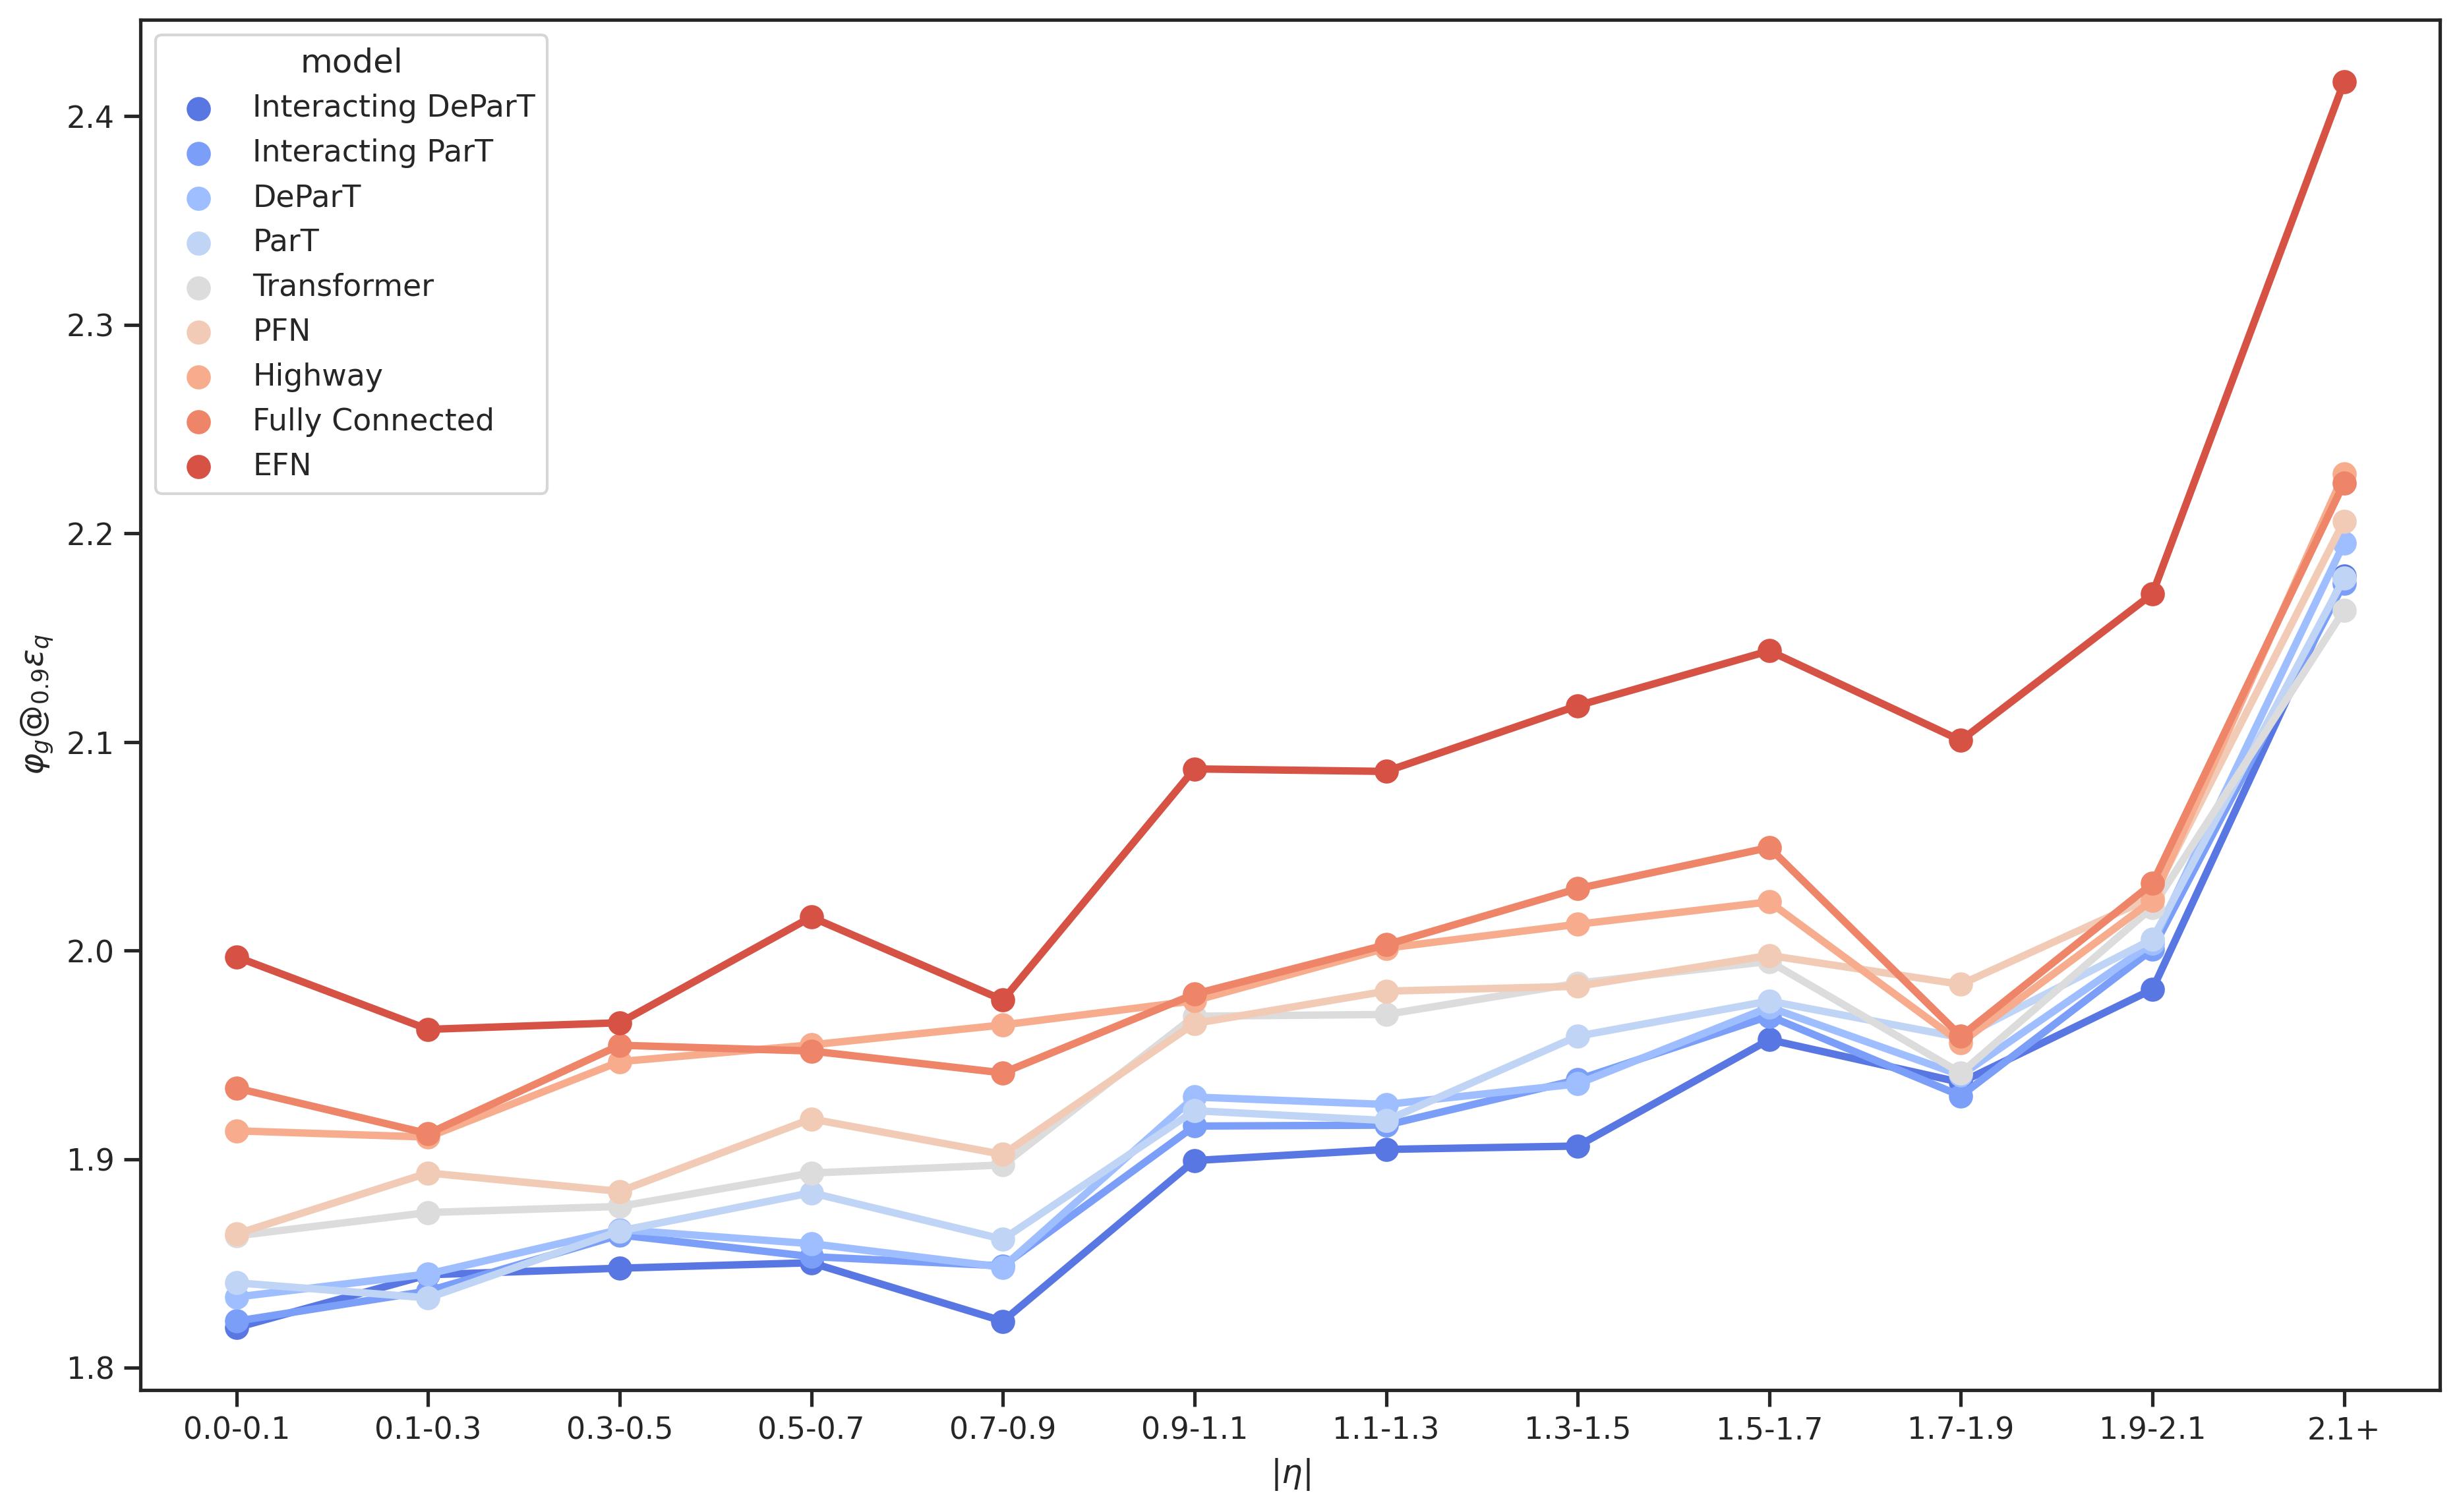 model
Interacting DeParT
Interacting ParT
DeParT
ParT
Transformer
PFN
Highway
Fully Connected
EFN
2.4
2.3
2.2
2.1
2.0
1.9
1.8
φg@0.9εq
0.0-0.1 0.1-0.3 0.3-0.5 0.5-0.7 0.7-0.9 0.9-1.1 1.1-1.3 1.3-1.5 1.5-1.7 1.7-1.9 1.9-2.1 2.1+
|η|